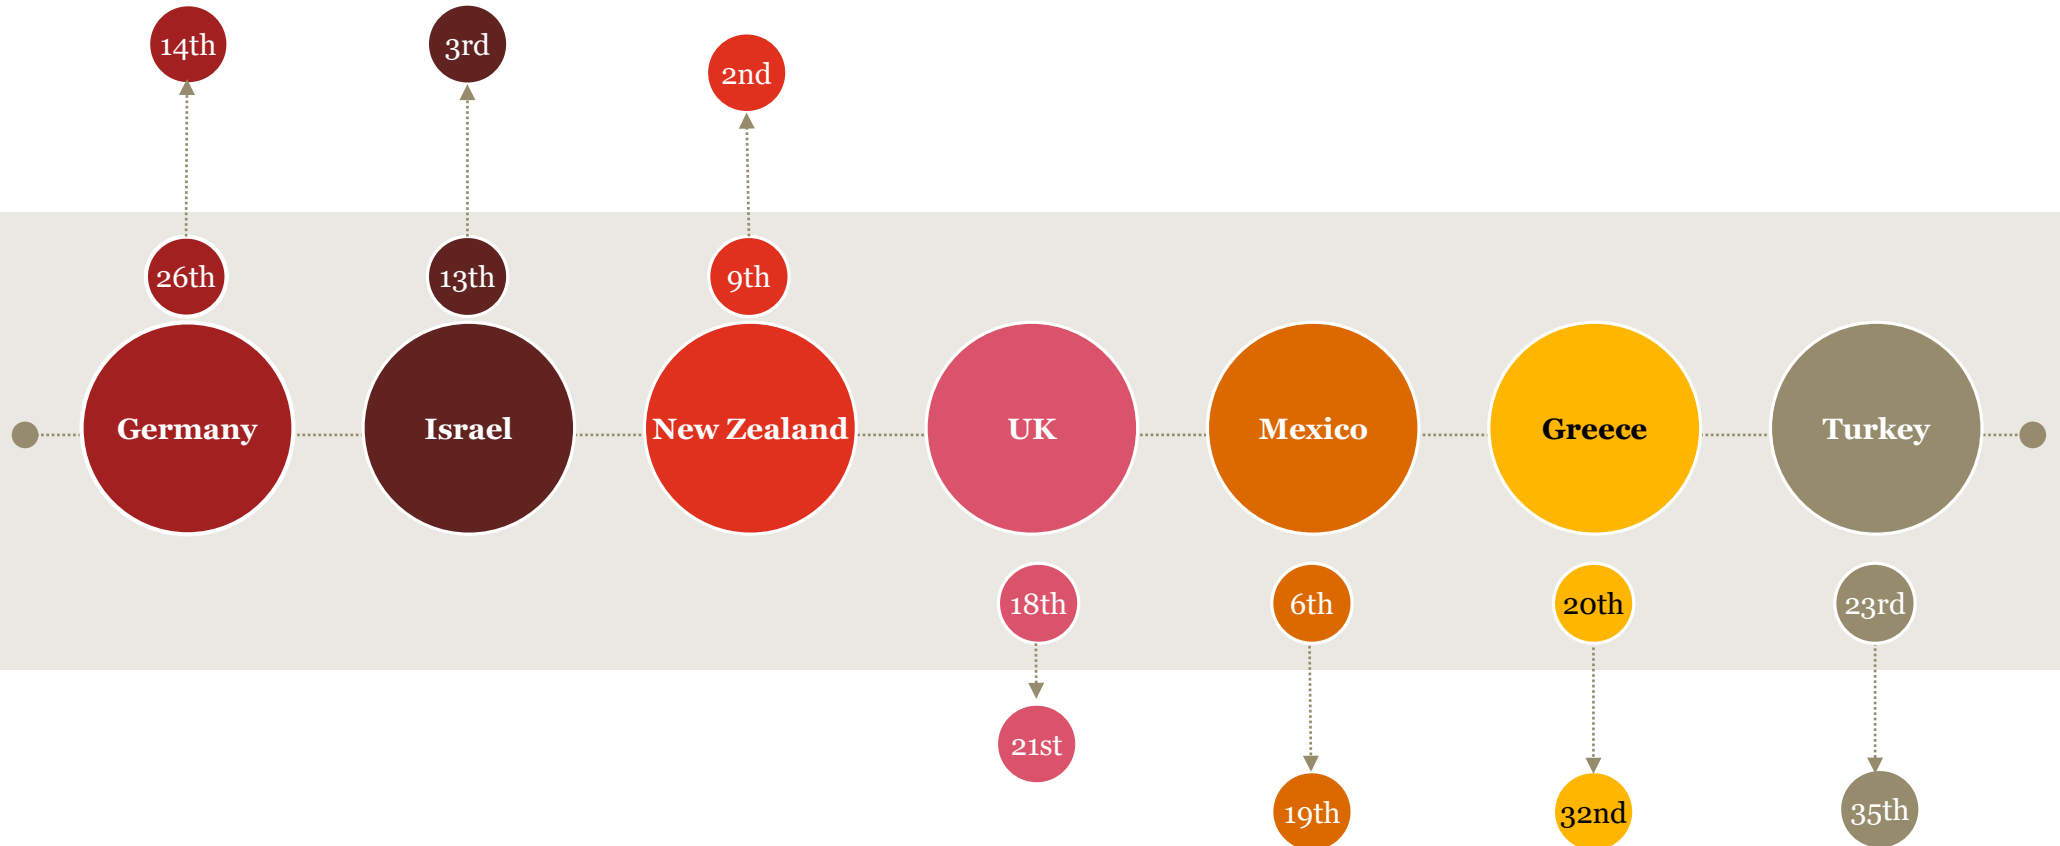 14th
3rd
2nd
26th
13th
9th
Germany
Israel
New Zealand
UK
Mexico
Greece
Turkey
18th
6th
20th
23rd
21st
19th
32nd
35th